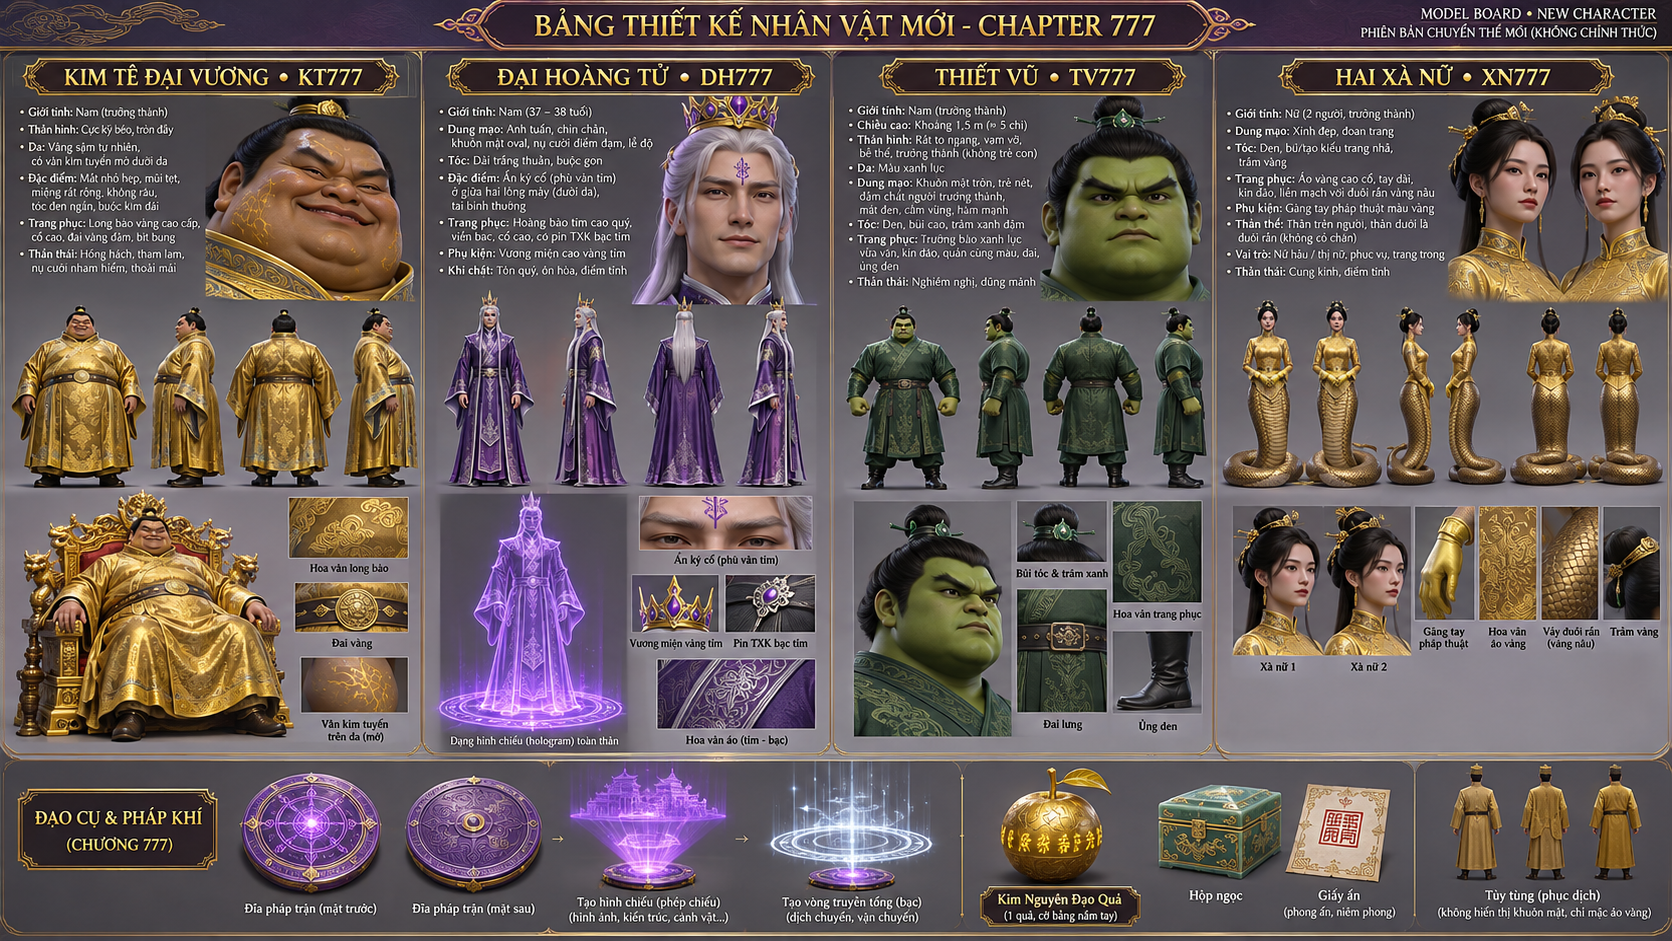 BẢNG THIẾT KẾ NHÂN VẬT MỚI - CHAPTER 777
MODEL BOARD • NEW CHARACTER
PHIÊN BẢN CHUYỂN THỂ MỚI (KHÔNG CHÍNH THỨC)
KIM TÊ ĐẠI VƯƠNG • KT777
• Giới tính: Nam (trưởng thành)
• Thân hình: Cực kỳ béo, tròn đầy
• Da: Vàng sậm tự nhiên,
có vân kim tuyến mờ dưới da
• Đặc điểm: Mắt nhỏ hẹp, mũi tẹt,
miệng rất rộng, không râu,
tóc đen ngắn, buộc kim dải
• Trang phục: Long bào vàng cao cấp,
cổ cao, đai vàng đậm, bịt bung
• Thần thái: Hống hách, tham lam,
nụ cười nham hiểm, thoải mái
Hoa văn long bào
Đai vàng
Vân kim tuyến
trên da (mờ)
ĐẠI HOÀNG TỬ • DH777
• Giới tính: Nam (37 – 38 tuổi)
• Dung mạo: Anh tuấn, chín chắn,
khuôn mặt oval, nụ cười điềm đạm, lễ độ
• Tóc: Dài trắng thuần, buộc gọn
• Đặc điểm: Ấn ký cổ (phù văn tím)
ở giữa hai lông mày (dưới da),
tai bình thường
• Trang phục: Hoàng bào tím cao quý,
viền bạc, cổ cao, có pin TXK bạc tím
• Phụ kiện: Vương miện cao vàng tím
• Khí chất: Tôn quý, ôn hòa, điềm tĩnh
Ấn ký cổ (phù văn tím)
Vương miện vàng tím
Pin TXK bạc tím
Dạng hình chiếu (hologram) toàn thân
Hoa văn áo (tím - bạc)
THIẾT VŨ • TV777
• Giới tính: Nam (trưởng thành)
• Chiều cao: Khoảng 1,5 m (≈ 5 chi)
• Thân hình: Rất to ngang, vạm vỡ,
bề thế, trưởng thành (không trẻ con)
• Da: Màu xanh lục
• Dung mạo: Khuôn mặt tròn, trẻ nét,
đậm chất người trưởng thành,
mắt đen, cằm vững, hàm mạnh
• Tóc: Đen, búi cao, trâm xanh đậm
• Trang phục: Trường bào xanh lục
vừa vặn, kín đáo, quần cùng màu, đai,
ủng đen
• Thần thái: Nghiêm nghị, dũng mãnh
Búi tóc & trâm xanh
Hoa văn trang phục
Đai lưng
Ủng đen
HAI XÀ NỮ • XN777
• Giới tính: Nữ (2 người, trưởng thành)
• Dung mạo: Xinh đẹp, đoan trang
• Tóc: Đen, búi/tạo kiểu trang nhã,
trâm vàng
• Trang phục: Áo vàng cao cổ, tay dài,
kín đáo, liền mạch với đuôi rắn vàng nâu
• Phụ kiện: Găng tay pháp thuật màu vàng
• Thân thể: Thân trên người, thân dưới là
đuôi rắn (không có chân)
• Vai trò: Nữ hầu / thị nữ, phục vụ, trang trọng
• Thần thái: Cung kính, điềm tĩnh
Xà nữ 1
Xà nữ 2
Găng tay
pháp thuật
Hoa văn
áo vàng
Vảy đuôi rắn
(vàng nâu)
Trâm vàng
ĐẠO CỤ & PHÁP KHÍ
(CHƯƠNG 777)
Đĩa pháp trận (mặt trước)
Đĩa pháp trận (mặt sau)
Tạo hình chiếu (phép chiếu)
(hình ảnh, kiến trúc, cảnh vật...)
Tạo vòng truyền tống (bạc)
(dịch chuyển, vận chuyển)
Kim Nguyên Đạo Quả
(1 quả, cỡ bằng nắm tay)
Hộp ngọc
Giấy ấn
(phong ấn, niêm phong)
Tùy tùng (phục dịch)
(không hiển thị khuôn mặt, chỉ mặc áo vàng)